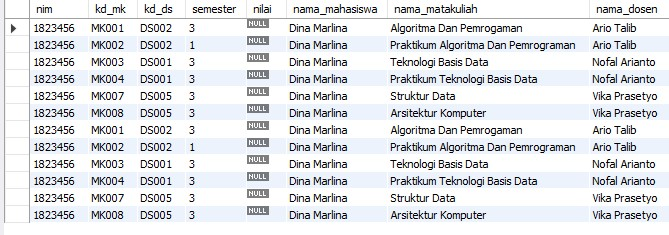 nim kd_mk kd_ds semester nilai nama_mahasiswa nama_matakuliah nama_dosen
1823456 MK001 DS002 3 NULL Dina Marlina Algoritma Dan Pemrogaman Ario Talib
1823456 MK002 DS002 1 NULL Dina Marlina Praktikum Algoritma Dan Pemrograman Ario Talib
1823456 MK003 DS001 3 NULL Dina Marlina Teknologi Basis Data Nofal Arianto
1823456 MK004 DS001 3 NULL Dina Marlina Praktikum Teknologi Basis Data Nofal Arianto
1823456 MK007 DS005 3 NULL Dina Marlina Struktur Data Vika Prasetyo
1823456 MK008 DS005 3 NULL Dina Marlina Arsitektur Komputer Vika Prasetyo
1823456 MK001 DS002 3 NULL Dina Marlina Algoritma Dan Pemrogaman Ario Talib
1823456 MK002 DS002 1 NULL Dina Marlina Praktikum Algoritma Dan Pemrograman Ario Talib
1823456 MK003 DS001 3 NULL Dina Marlina Teknologi Basis Data Nofal Arianto
1823456 MK004 DS001 3 NULL Dina Marlina Praktikum Teknologi Basis Data Nofal Arianto
1823456 MK007 DS005 3 NULL Dina Marlina Struktur Data Vika Prasetyo
1823456 MK008 DS005 3 NULL Dina Marlina Arsitektur Komputer Vika Prasetyo